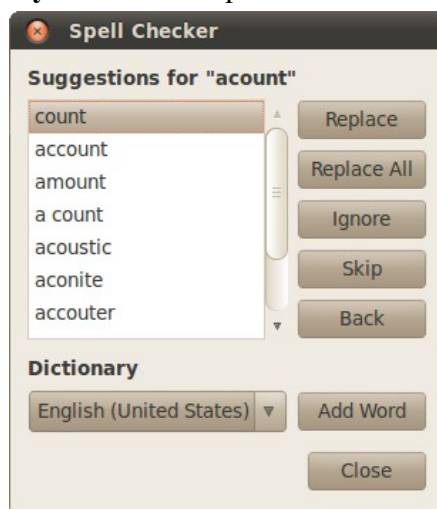 Spell Checker
Suggestions for "acount"
count
account
amount
a count
acoustic
aconite
accouter
Replace
Replace All
Ignore
Skip
Back
Dictionary
English (United States)
Add Word
Close